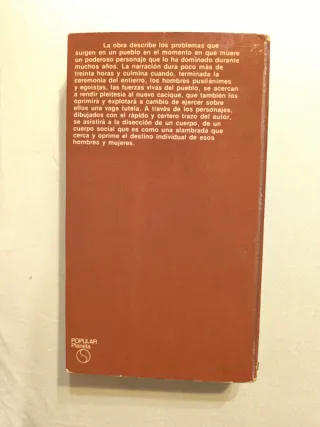 La obra describe los problemas que
surgen en un pueblo en el momento en que muere
un poderoso personaje que lo ha dominado durante
muchos años. La narración dura poco más de
treinta horas y culmina cuando, terminada la
ceremonia del entierro, los hombres pusilánimes
y egoístas, las fuerzas vivas del pueblo, se acercan
a rendir pleitesía al nuevo cacique, que también los
oprimirá y explotará a cambio de ejercer sobre
ellos una vaga tutela. A través de los personajes,
dibujados con el rápido y certero trazo del autor,
se asistirá a la disección de un cuerpo, de un
cuerpo social que es como una alambrada que
cerca y oprime el destino individual de esos
hombres y mujeres.
POPULAR
Planeta